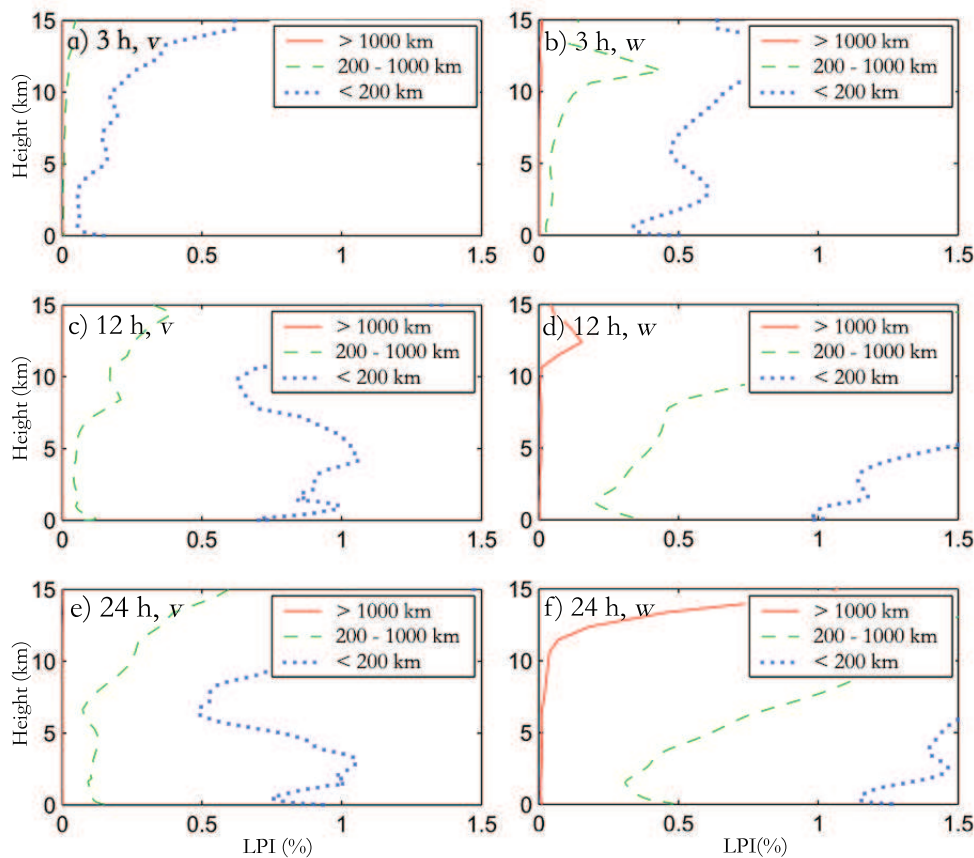 a) 3 h, v
> 1000 km
200 - 1000 km
< 200 km
Height (km)
15
10
5
0
0
0.5
1
1.5
b) 3 h, w
> 1000 km
200 - 1000 km
< 200 km
15
10
5
0
0
0.5
1
1.5
c) 12 h, v
> 1000 km
200 - 1000 km
< 200 km
Height (km)
15
10
5
0
0
0.5
1
1.5
d) 12 h, w
> 1000 km
200 - 1000 km
< 200 km
15
10
5
0
0
0.5
1
1.5
e) 24 h, v
> 1000 km
200 - 1000 km
< 200 km
Height (km)
15
10
5
0
0
0.5
1
1.5
LPI (%)
f) 24 h, w
> 1000 km
200 - 1000 km
< 200 km
15
10
5
0
0
0.5
1
1.5
LPI(%)